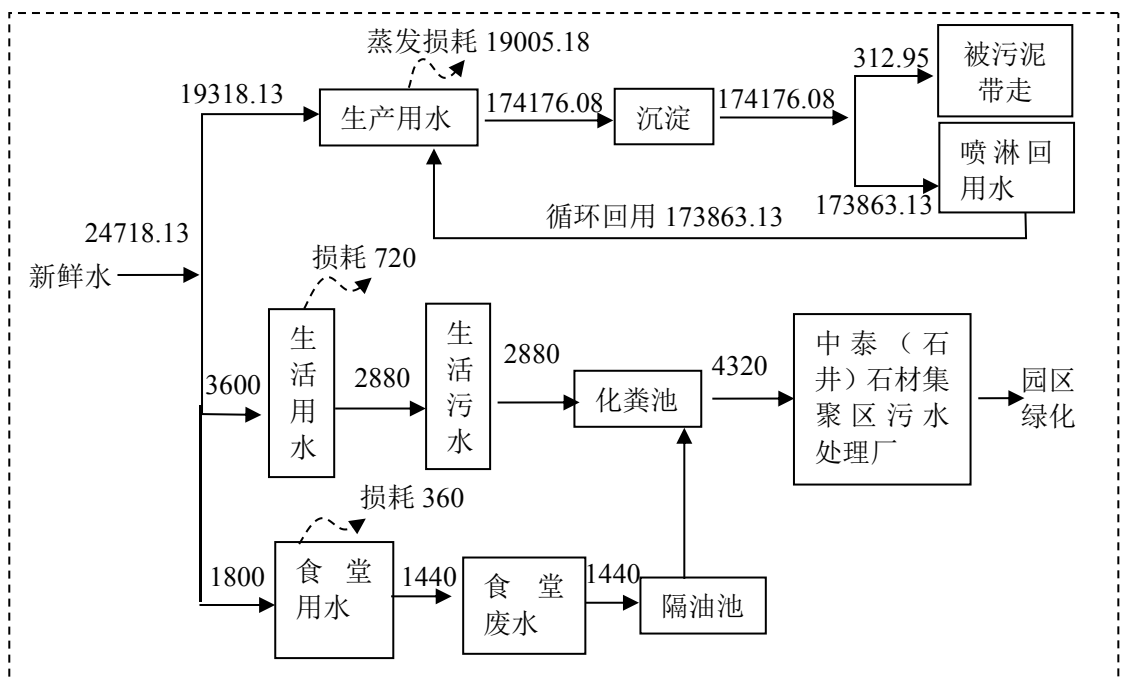 蒸发损耗 19005.18
19318.13
生产用水
174176.08
沉淀
174176.08
312.95
被污泥
带走
喷淋回
用水
173863.13
循环回用 173863.13
24718.13
新鲜水
损耗 720
3600
生
活
用
水
2880
生
活
污
水
2880
化粪池
4320
中泰（石
井）石材集
聚区污水
处理厂
园区
绿化
损耗 360
1800
食堂
用水
1440
食堂
废水
1440
隔油池